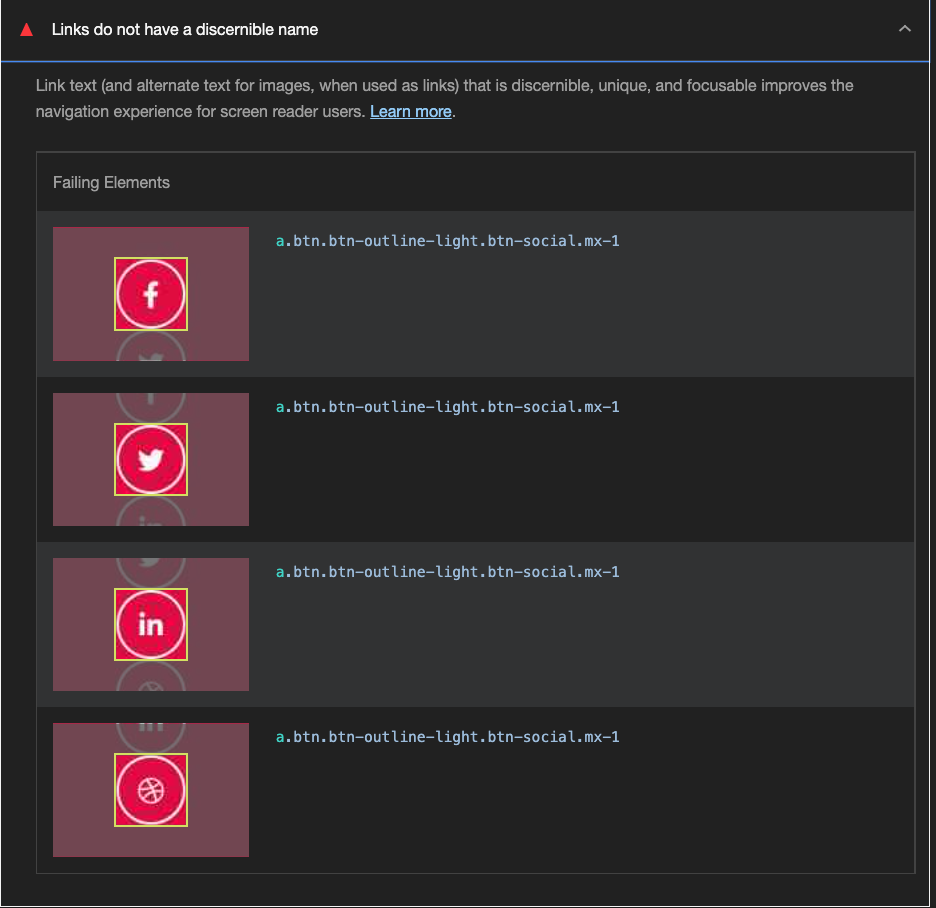 Links do not have a discernible name
Link text (and alternate text for images, when used as links) that is discernible, unique, and focusable improves the
navigation experience for screen reader users. Learn more.
Failing Elements
a.btn.btn-outline-light.btn-social.mx-1
a.btn.btn-outline-light.btn-social.mx-1
in
a.btn.btn-outline-light.btn-social.mx-1
a.btn.btn-outline-light.btn-social.mx-1